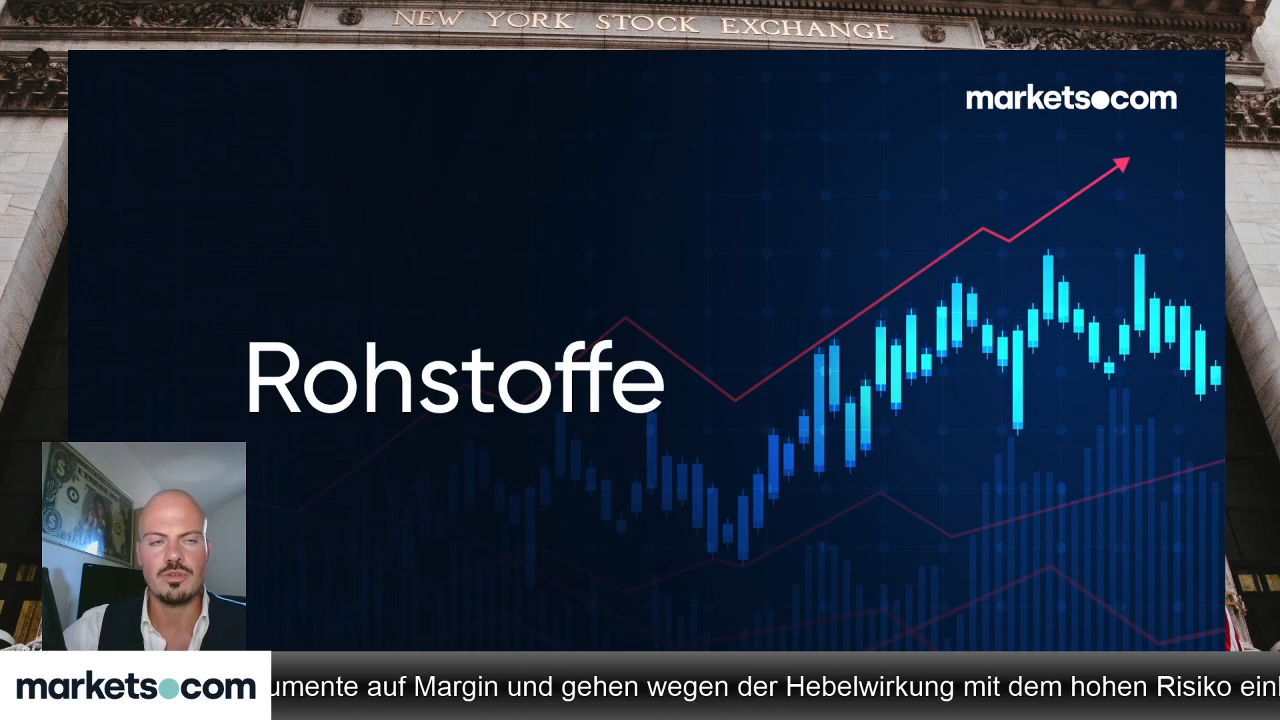 NEW YORK STOCK EXCHANGE
markets.com
Rohstoffe
markets.com
umente auf Margin und gehen wegen der Hebelwirkung mit dem hohen Risiko